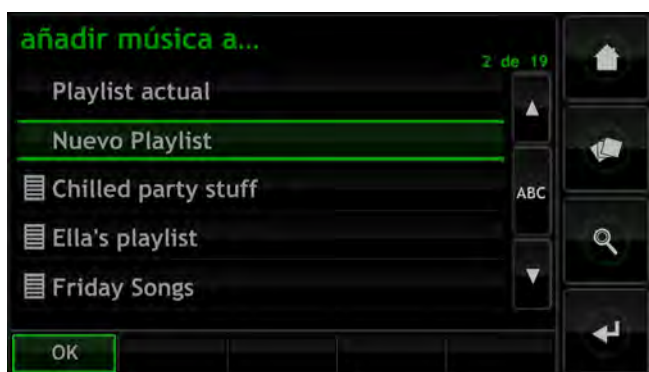 añadir música a...
2 de 19
Playlist actual
Nuevo Playlist
Chilled party stuff
ABC
Ella's playlist
Friday Songs
OK